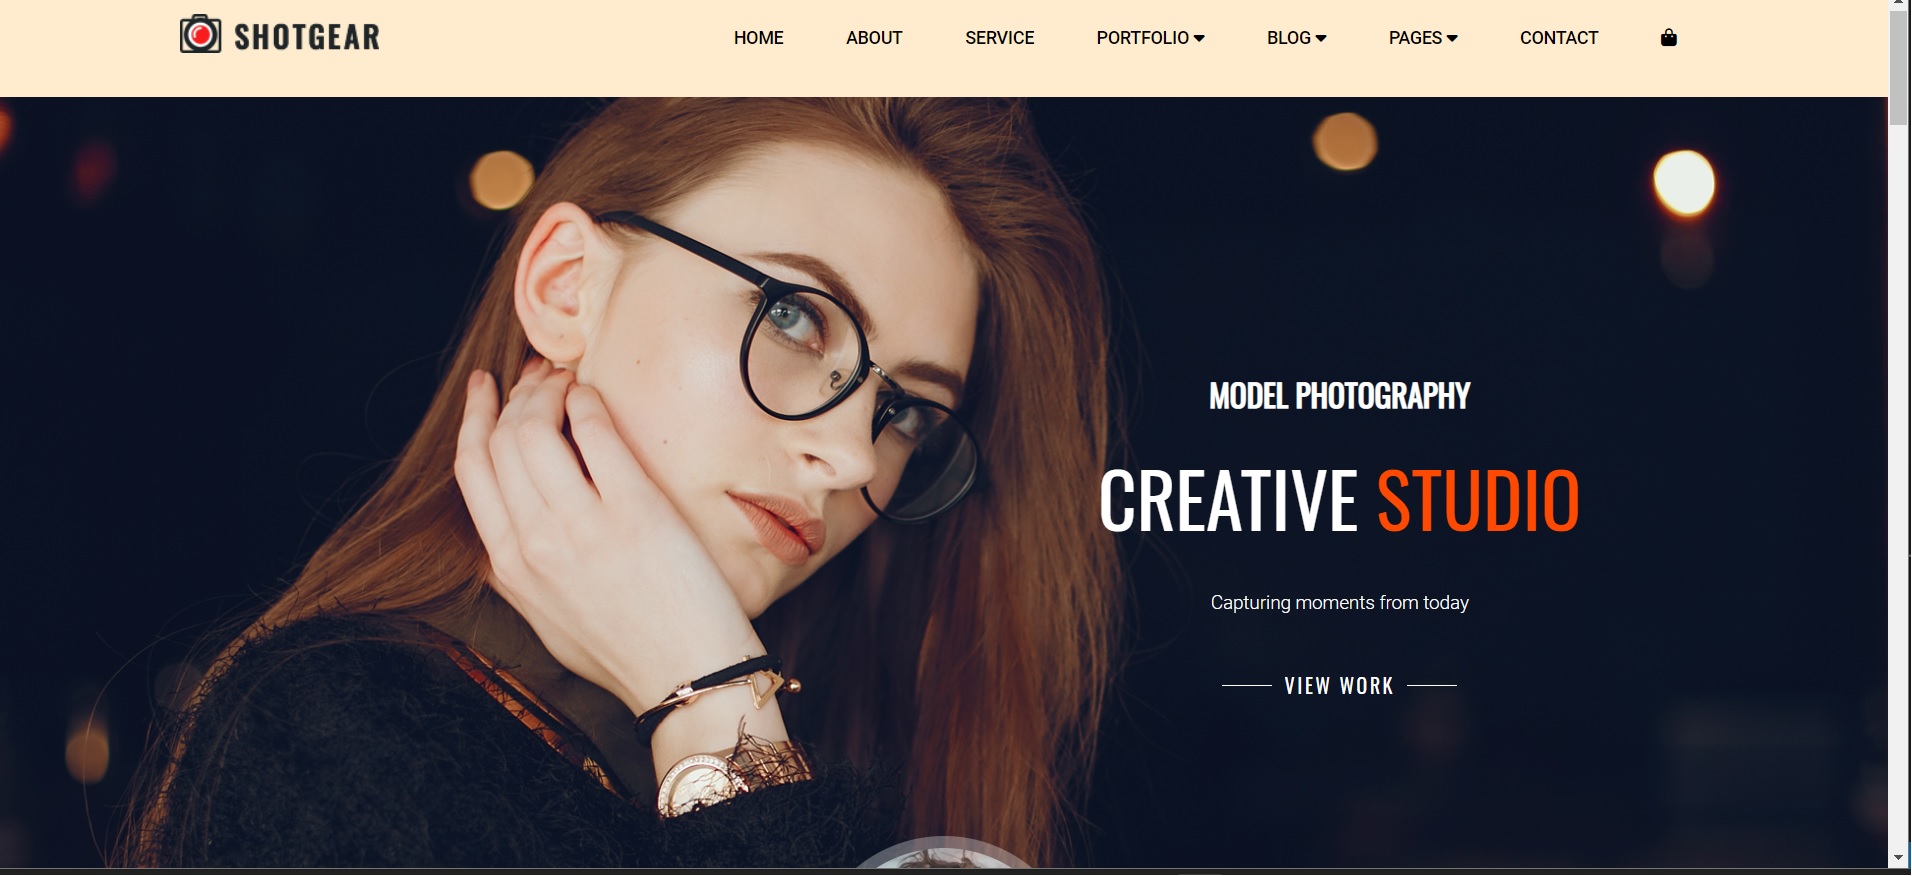 SHOTGEAR
HOME ABOUT SERVICE PORTFOLIO BLOG PAGES CONTACT
MODEL PHOTOGRAPHY
CREATIVE STUDIO
Capturing moments from today
VIEW WORK